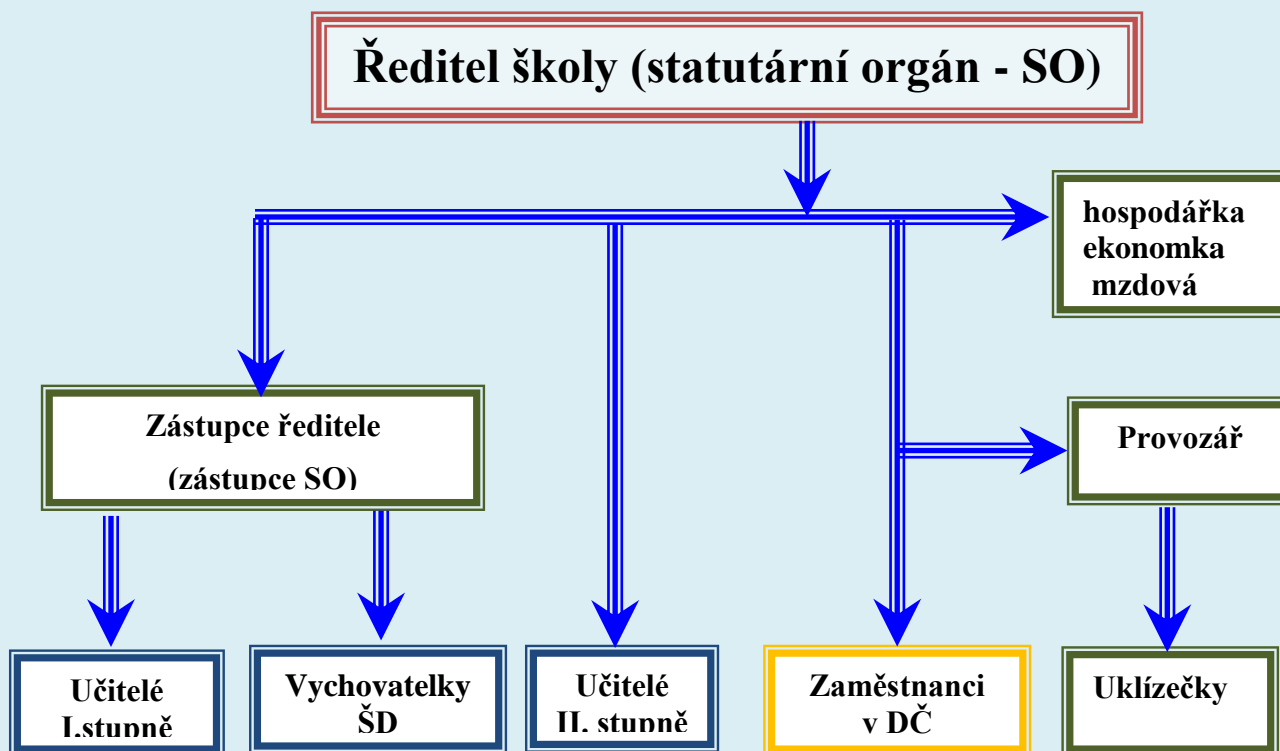 Ředitel školy (statutární orgán - SO)
hospodářka
ekonomka
mzdová
Zástupce ředitele
(zástupce SO)
Provozář
Učitelé
I.stupně
Vychovatelky
ŠD
Učitelé
II. stupně
Zaměstnanci
v DČ
Uklízečky